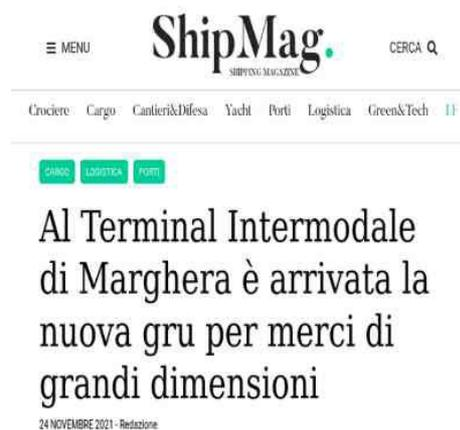 ☰ MENU
ShipMag.
SHIPPING MAGAZINE
CERCA
Crociere Cargo Cantieri&Difesa Yacht Porti Logistica Green&Tech
CARGO LOGISTICA PORTI
Al Terminal Intermodale
di Marghera è arrivata la
nuova gru per merci di
grandi dimensioni
24 NOVEMBRE 2021 - Redazione